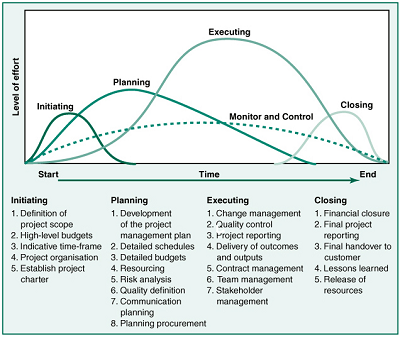 Executing
Planning
Initiating
Closing
Monitor and Control
Level of effort
Start
Time
End
Initiating
1. Definition of
project scope
2. High-level budgets
3. Indicative time-frame
4. Project organisation
5. Establish project
charter
Planning
1. Development
of the project
management plan
2. Detailed schedules
3. Detailed budgets
4. Resourcing
5. Risk analysis
6. Quality definition
7. Communication
planning
8. Planning procurement
Executing
1. Change management
2. Quality control
3. Project reporting
4. Delivery of outcomes
and outputs
5. Contract management
6. Team management
7. Stakeholder
management
Closing
1. Financial closure
2. Final project
reporting
3. Final handover to
customer
4. Lessons learned
5. Release of
resources